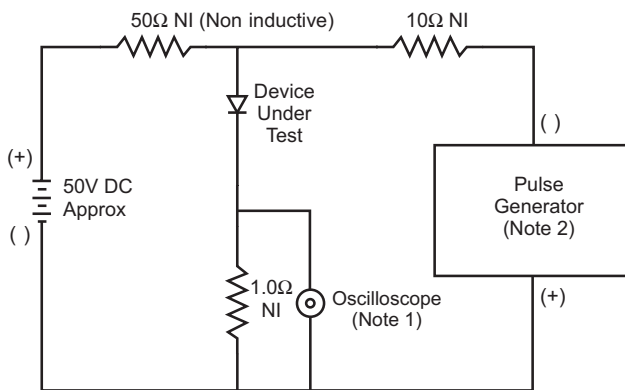 50Ω NI (Non inductive)
10Ω NI
Device
Under
Test
( )
(+)
50V DC
Approx
( )
Pulse
Generator
(Note 2)
1.0Ω
NI
Oscilloscope
(Note 1)
(+)